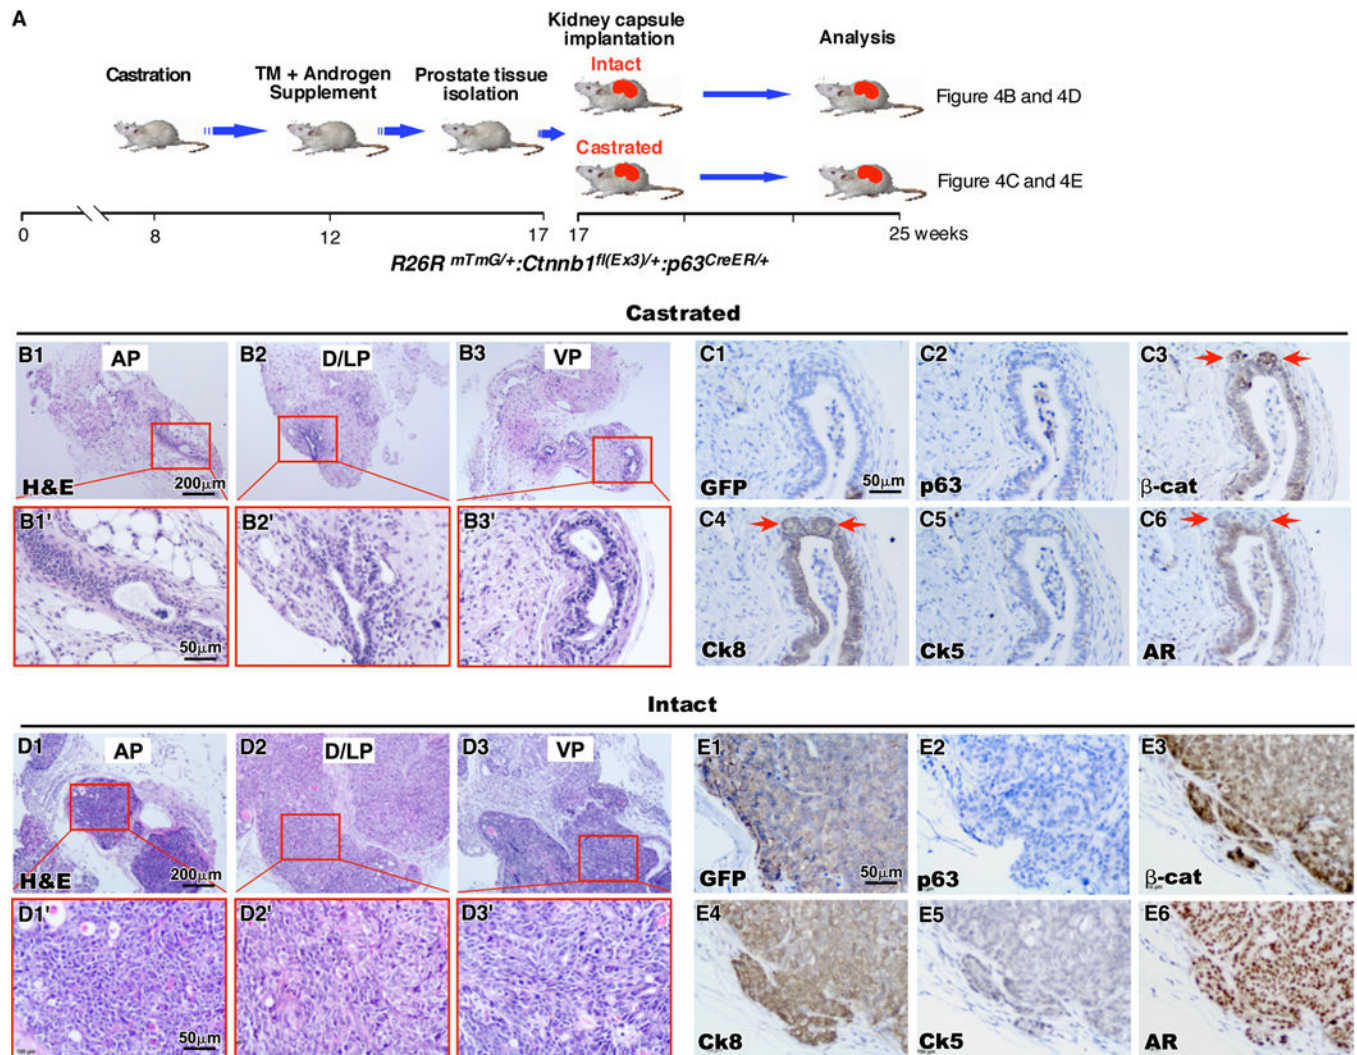 A
Castration
TM + Androgen
Supplement
Prostate tissue
isolation
Kidney capsule
implantation
Intact
Castrated
Analysis
Figure 4B and 4D
Figure 4C and 4E
0
8
12
17
17
25 weeks
R26R mTmG/+:Ctnnb1fl(Ex3)/+:p63CreER/+
Castrated
B1
AP
H&E
200μm
B2
D/LP
B3
VP
C1
GFP
50μm
C2
p63
C3
β-cat
B1'
50μm
B2'
B3'
C4
Ck8
C5
Ck5
C6
AR
Intact
D1
AP
H&E
200μm
D2
D/LP
D3
VP
E1
GFP
50μm
E2
p63
E3
β-cat
D1'
50μm
D2'
D3'
E4
Ck8
E5
Ck5
E6
AR